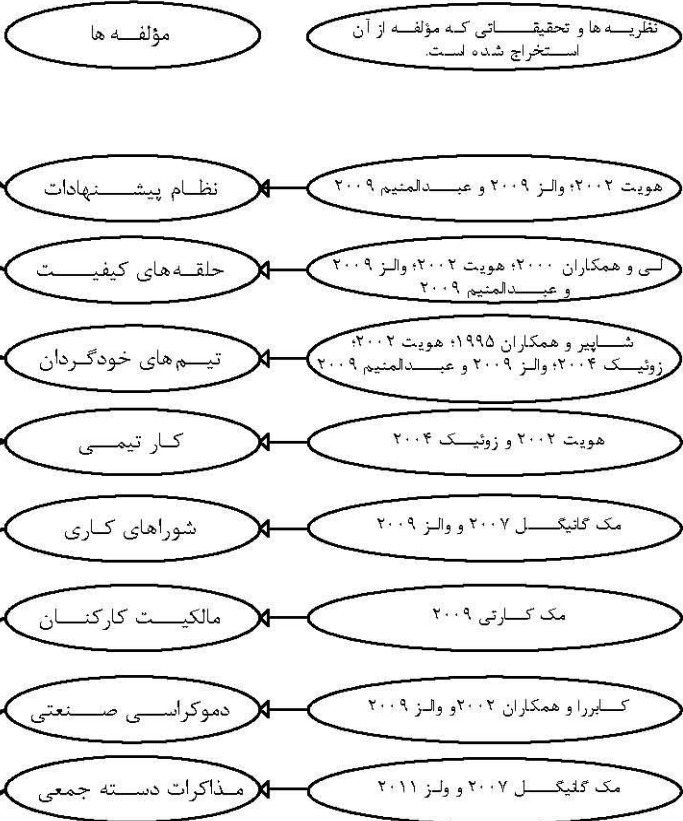 نظریه ها و تحقیقاتی که مؤلفه از آن
استخراج شده است.
مؤلفه ها
هویت ۲۰۰۲؛ والز ۲۰۰۹ و عبدالمنیم ۲۰۰۹
نظام پیشنهادات
لی و همکاران ۲۰۰۰؛ هویت ۲۰۰۲؛ والز ۲۰۰۹
و عبدالمنیم ۲۰۰۹
حلقه‌های کیفیت
شاپیر و همکاران ۱۹۹۵؛ هویت ۲۰۰۲؛
زوئیک ۲۰۰۴؛ والز ۲۰۰۹ و عبدالمنیم ۲۰۰۹
تیم‌های خودگردان
هویت ۲۰۰۲ و زوئیک ۲۰۰۴
کار تیمی
مک گانیگل ۲۰۰۷ و والز ۲۰۰۹
شوراهای کاری
مک کارتی ۲۰۰۹
مالکیت کارکنان
کابررا و همکاران ۲۰۰۲و والز ۲۰۰۹
دموکراسی صنعتی
مک گانیگل ۲۰۰۷ و ولز ۲۰۱۱
مذاکرات دسته جمعی